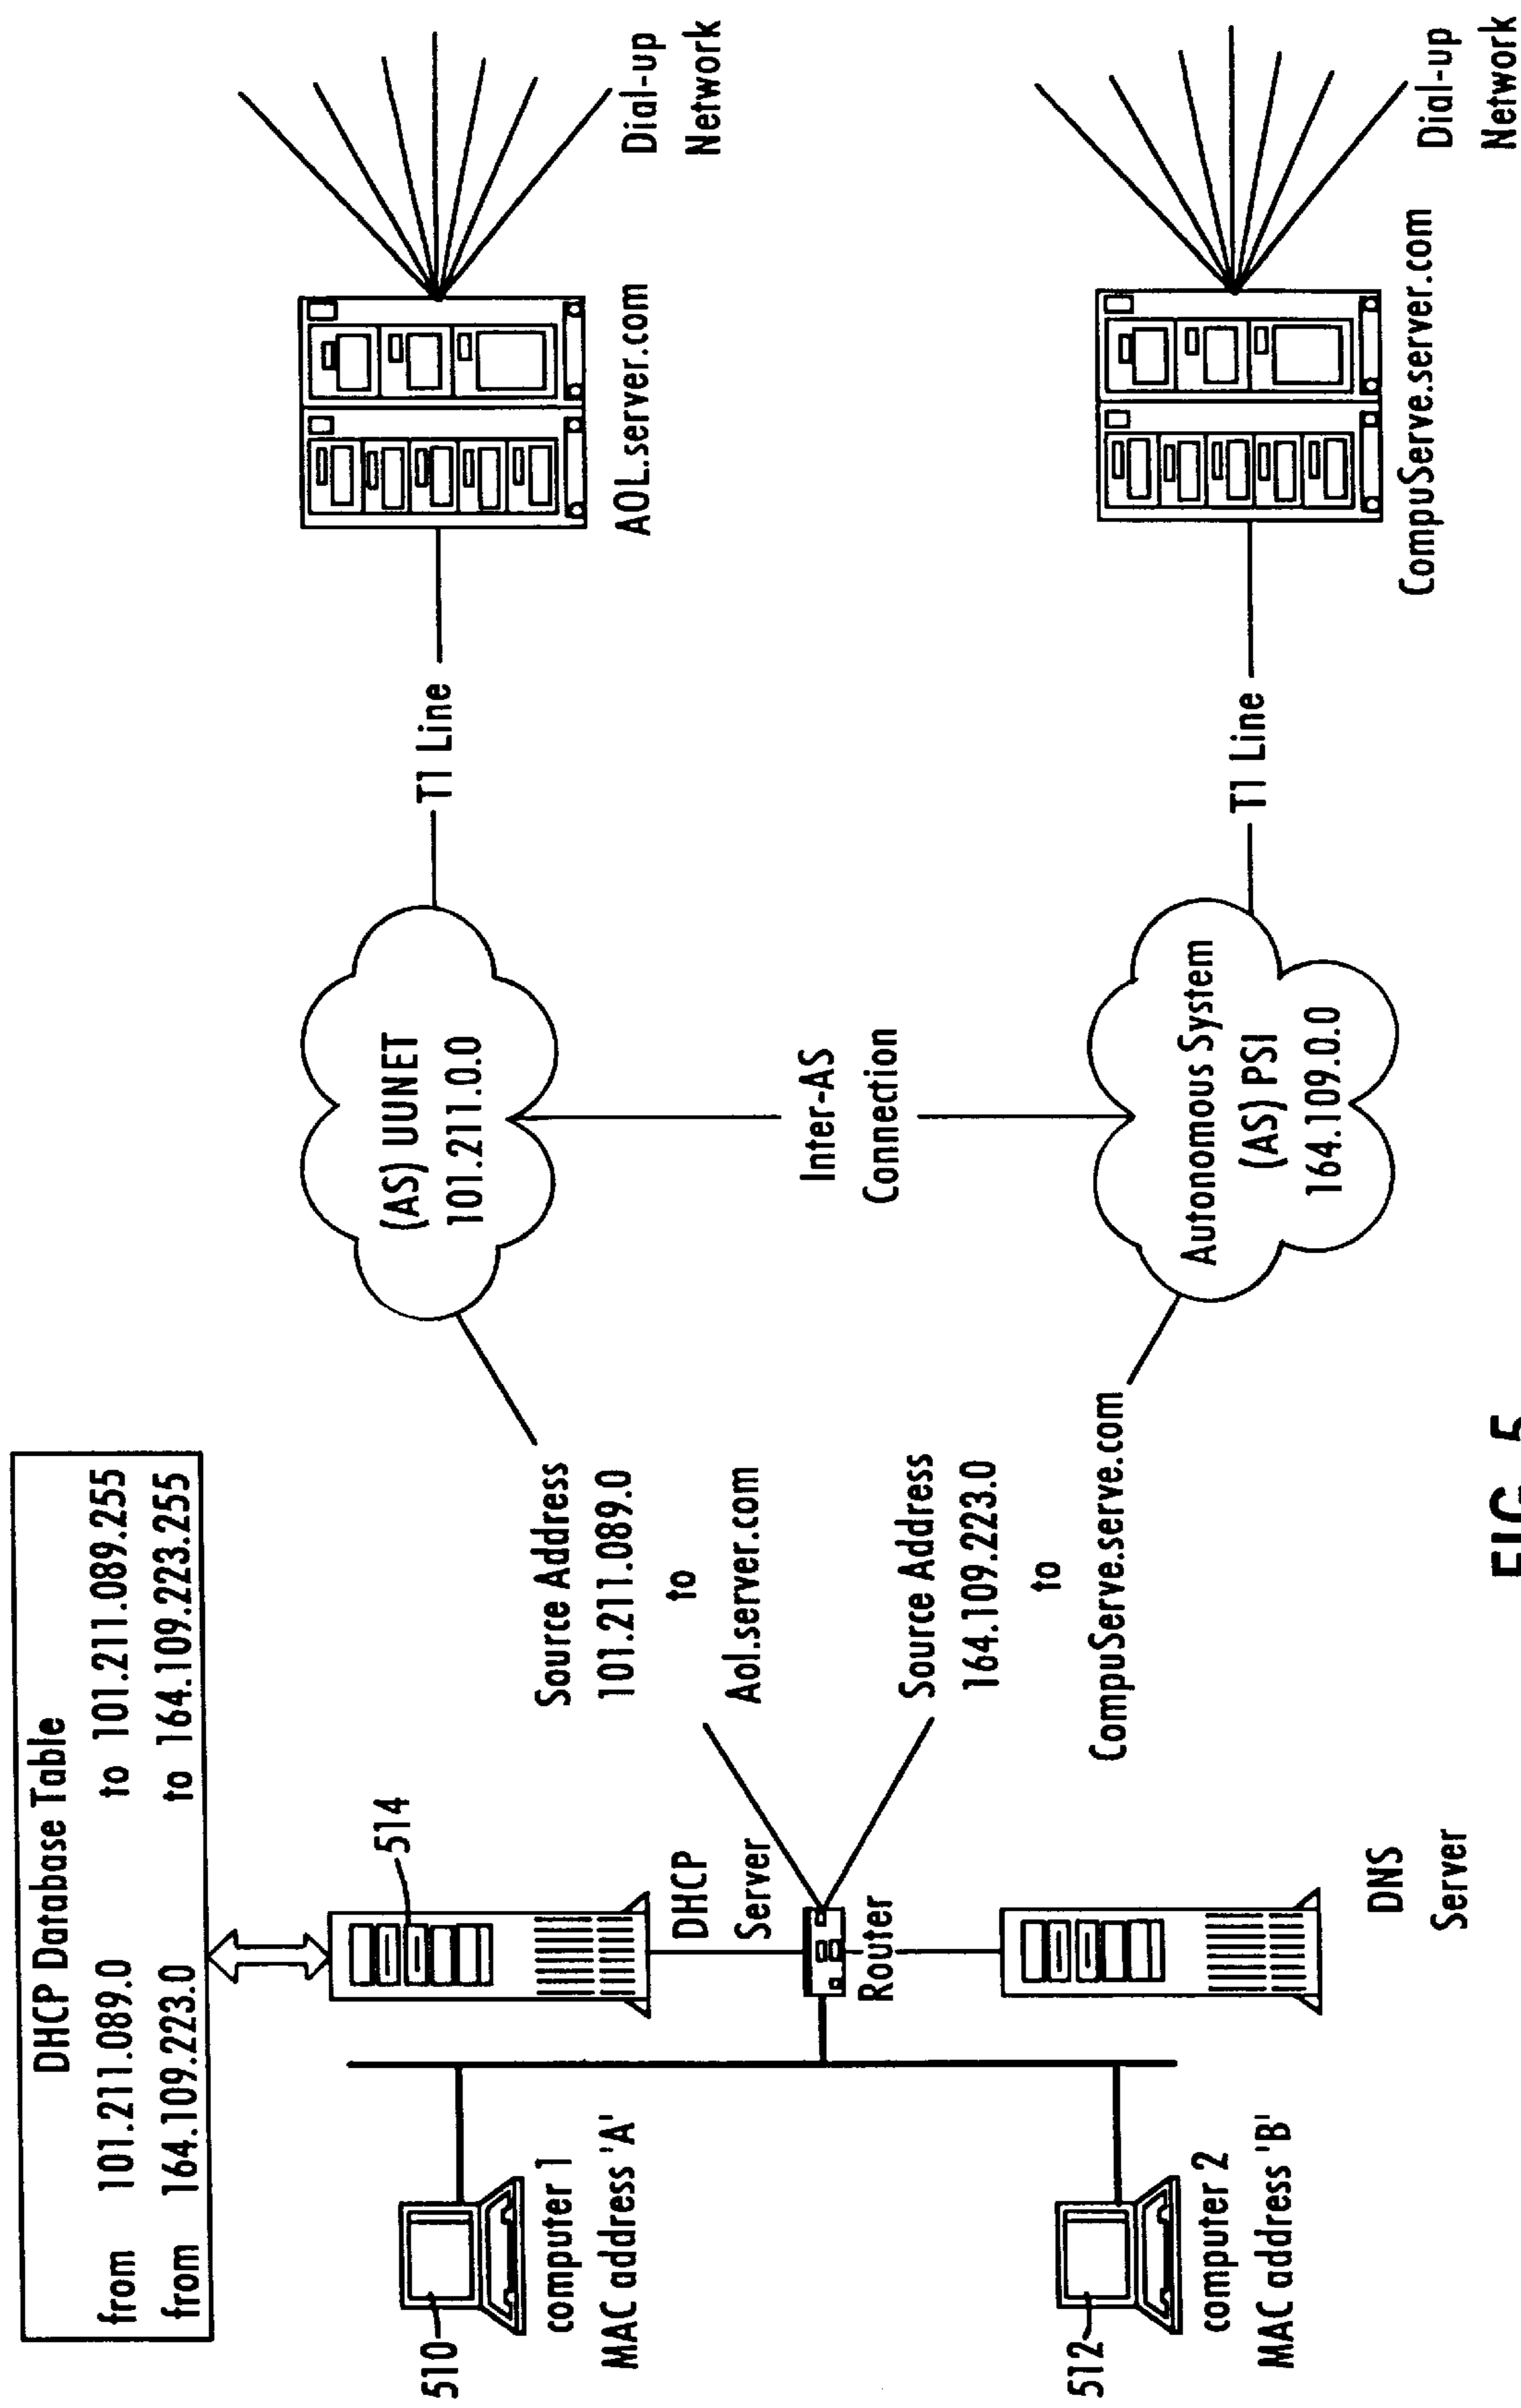 DHCP Database Table
from 101.211.089.0 to 101.211.089.255
from 164.109.223.0 to 164.109.223.255
514
510
computer 1
MAC address 'A'
DHCP
Server
Router
512
computer 2
MAC address 'B'
DNS
Server
Source Address
101.211.089.0
to
Aol.server.com
Source Address
164.109.223.0
to
CompuServe.serve.com
(AS) UUNET
101.211.0.0
Inter-AS
Connection
Autonomous System
(AS) PSI
164.109.0.0
T1 Line
AOL.server.com
Dial-up
Network
T1 Line
CompuServe.server.com
Dial-up
Network
FIG. 5